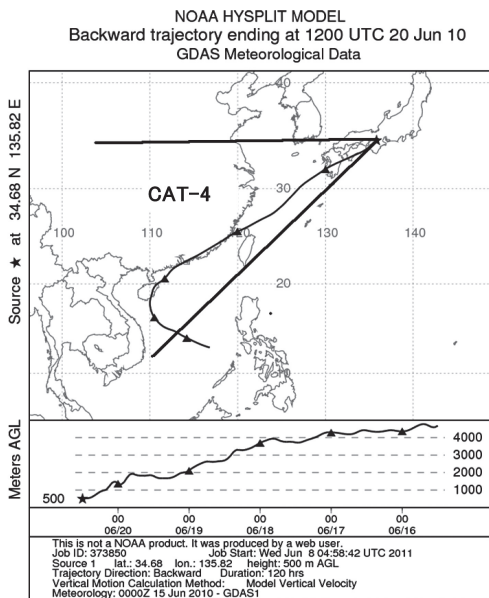 NOAA HYSPLIT MODEL
Backward trajectory ending at 1200 UTC 20 Jun 10
GDAS Meteorological Data
Source ★ at 34.68 N 135.82 E
40
CAT-4
30
100 110 120 130 140
20
Meters AGL
500
4000
3000
2000
1000
00 00 00 00 00
06/20 06/19 06/18 06/17 06/16
This is not a NOAA product. It was produced by a web user.
Job ID: 373850 Job Start: Wed Jun 8 04:58:42 UTC 2011
Source 1 lat.: 34.68 lon.: 135.82 height: 500 m AGL
Trajectory Direction: Backward Duration: 120 hrs
Vertical Motion Calculation Method: Model Vertical Velocity
Meteorology: 0000Z 15 Jun 2010 - GDAS1